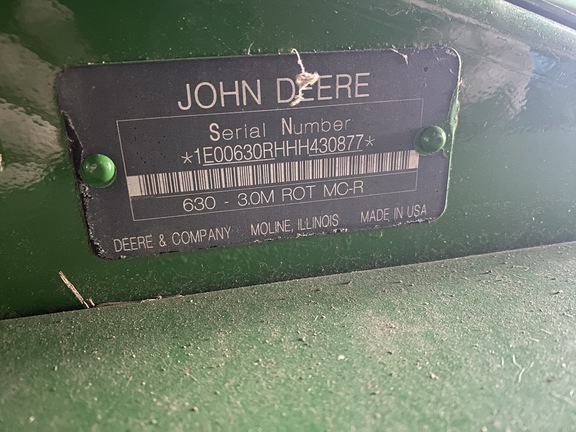 JOHN DEERE
Serial Number
*1E00630RHHH430877*
630 - 3.0M ROT MC-R
DEERE & COMPANY MOLINE, ILLINOIS MADE IN USA